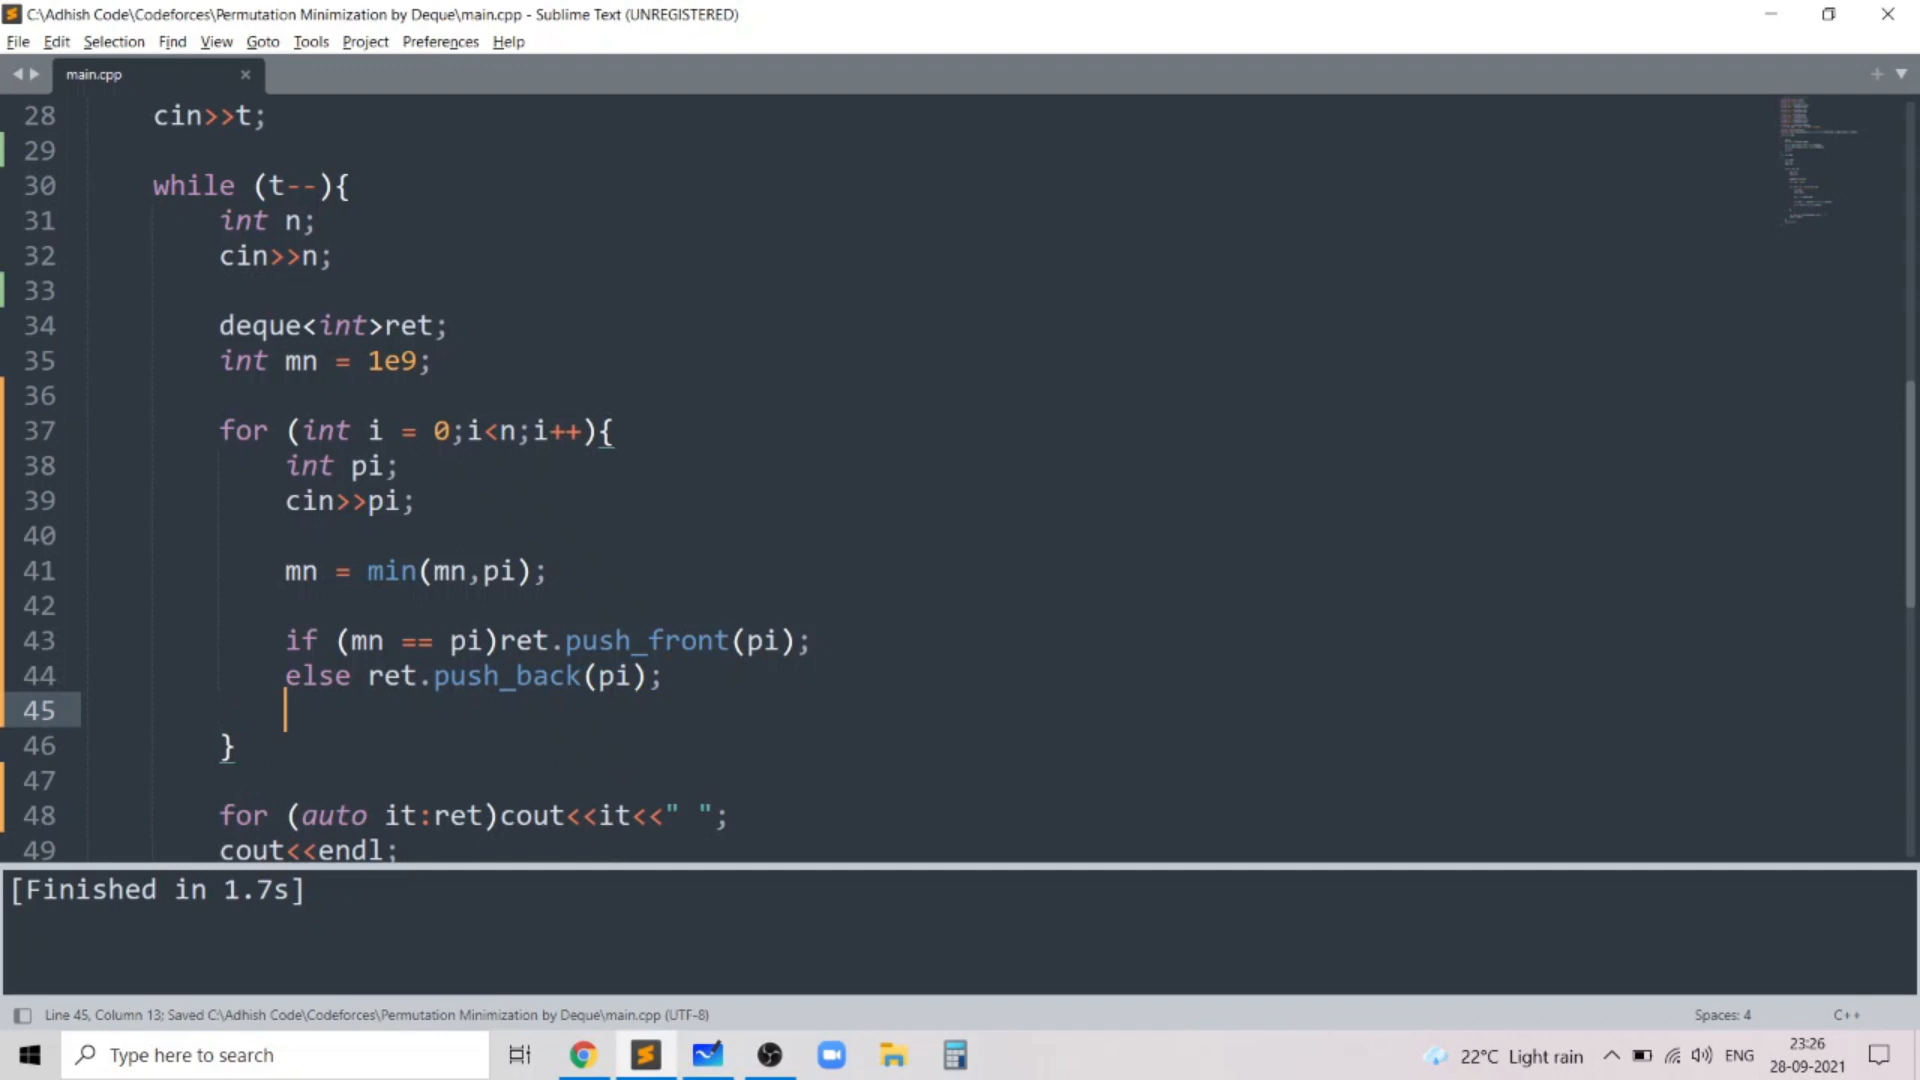 C:\Adhish Code\Codeforces\Permutation Minimization by Deque\main.cpp - Sublime Text (UNREGISTERED)
File Edit Selection Find View Goto Tools Project Preferences Help
main.cpp
28 cin>>t;
29
30 while (t--){
31 int n;
32 cin>>n;
33
34 deque<int>ret;
35 int mn = 1e9;
36
37 for (int i = 0;i<n;i++){
38 int pi;
39 cin>>pi;
40
41 mn = min(mn,pi);
42
43 if (mn == pi)ret.push_front(pi);
44 else ret.push_back(pi);
45
46 }
47
48 for (auto it:ret)cout<<it<<" ";
49 cout<<endl;
[Finished in 1.7s]
Line 45, Column 13; Saved C:\Adhish Code\Codeforces\Permutation Minimization by Deque\main.cpp (UTF-8) Spaces: 4 C++
Type here to search 22°C Light rain ENG 23:26
28-09-2021